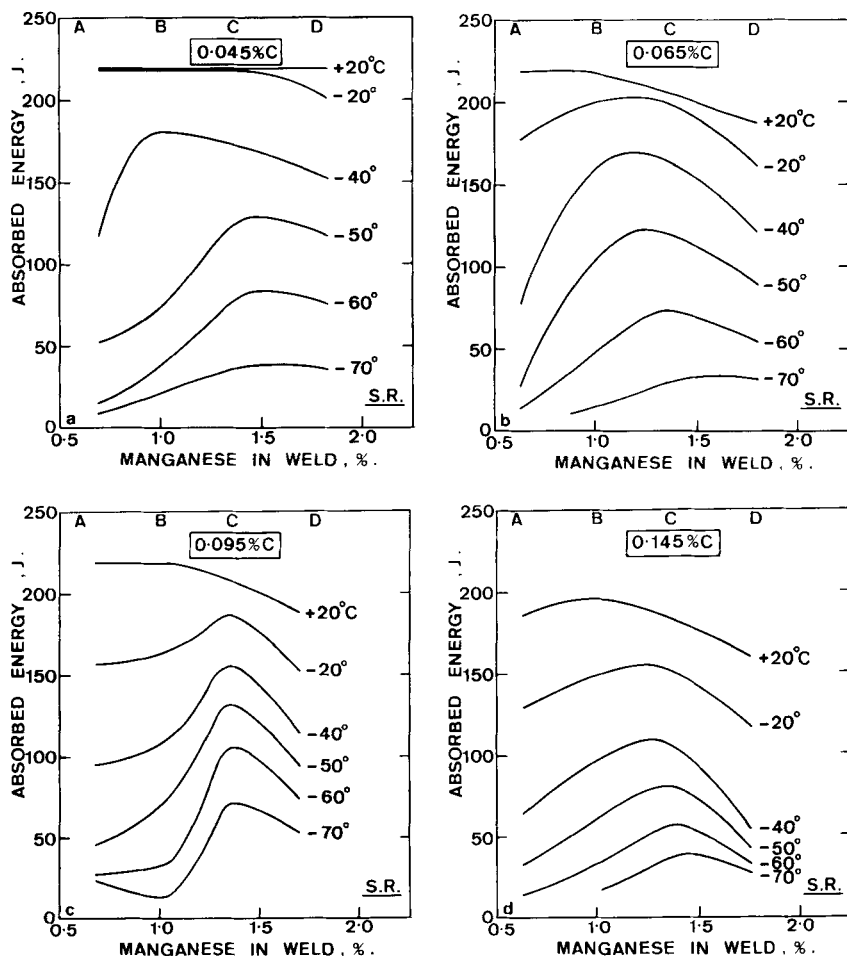 A B C D
0.045%C
ABSORBED ENERGY , J.
250
200
150
100
50
0
+20°C
-20°
-40°
-50°
-60°
-70°
S.R.
a
0.5 1.0 1.5 2.0
MANGANESE IN WELD , %.
A B C D
0.065%C
ABSORBED ENERGY , J.
250
200
150
100
50
0
+20°C
-20°
-40°
-50°
-60°
-70°
S.R.
b
0.5 1.0 1.5 2.0
MANGANESE IN WELD , %.
A B C D
0.095%C
ABSORBED ENERGY , J.
250
200
150
100
50
0
+20°C
-20°
-40°
-50°
-60°
-70°
S.R.
c
0.5 1.0 1.5 2.0
MANGANESE IN WELD , %.
A B C D
0.145%C
ABSORBED ENERGY , J.
250
200
150
100
50
0
+20°C
-20°
-40°
-50°
-60°
-70°
S.R.
d
0.5 1.0 1.5 2.0
MANGANESE IN WELD , %.